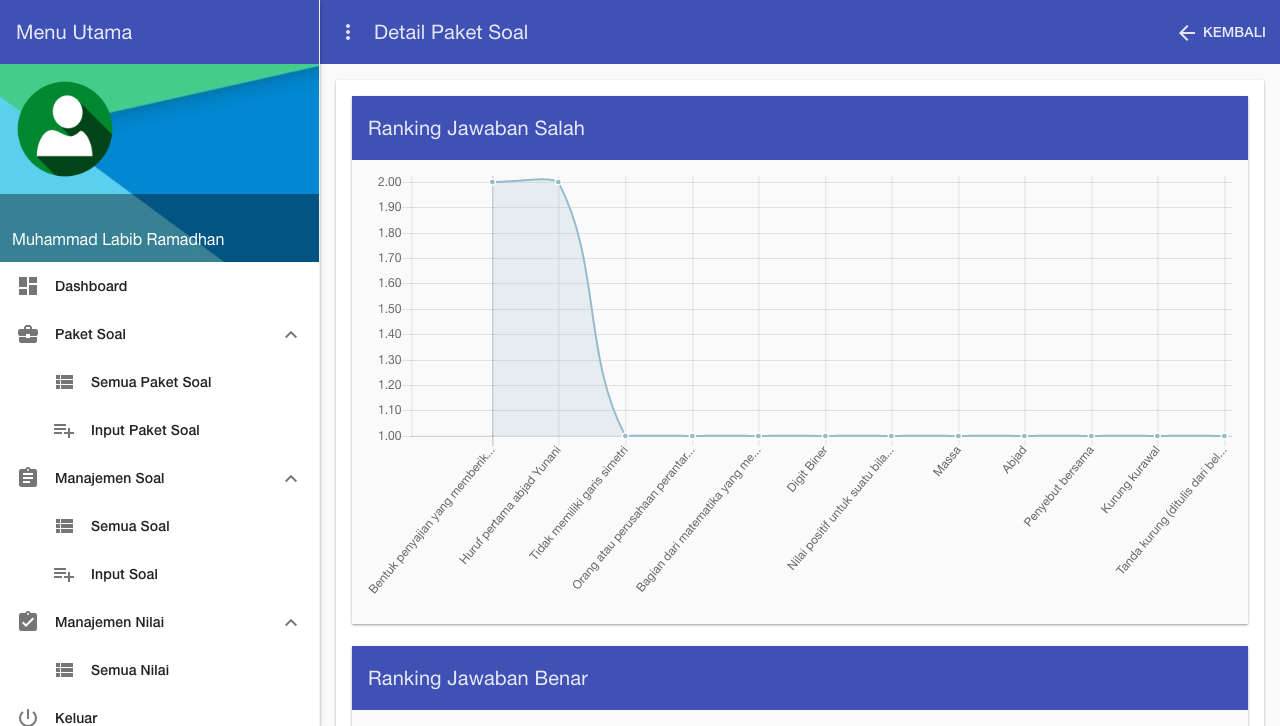 Menu Utama
Detail Paket Soal
KEMBALI
Muhammad Labib Ramadhan
Dashboard
Paket Soal
Semua Paket Soal
Input Paket Soal
Manajemen Soal
Semua Soal
Input Soal
Manajemen Nilai
Semua Nilai
Keluar
Ranking Jawaban Salah
2.00
1.90
1.80
1.70
1.60
1.50
1.40
1.30
1.20
1.10
1.00
Bentuk penyajian yang memberik...
Huruf pertama abjad Yunani
Tidak memiliki garis simetri
Orang atau perusahaan perantar...
Bagian dari matematika yang me...
Digit Biner
Nilai positif untuk suatu bila...
Massa
Abjad
Penyebut bersama
Kurung kurawal
Tanda kurung (ditulis dari bel...
Ranking Jawaban Benar